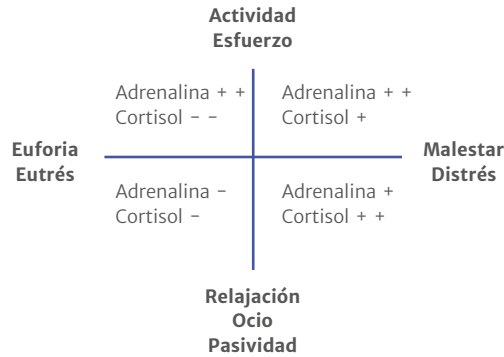 Actividad
Esfuerzo
Adrenalina + +
Cortisol − −
Adrenalina + +
Cortisol +
Euforia
Eutrés
Malestar
Distrés
Adrenalina −
Cortisol −
Adrenalina +
Cortisol + +
Relajación
Ocio
Pasividad